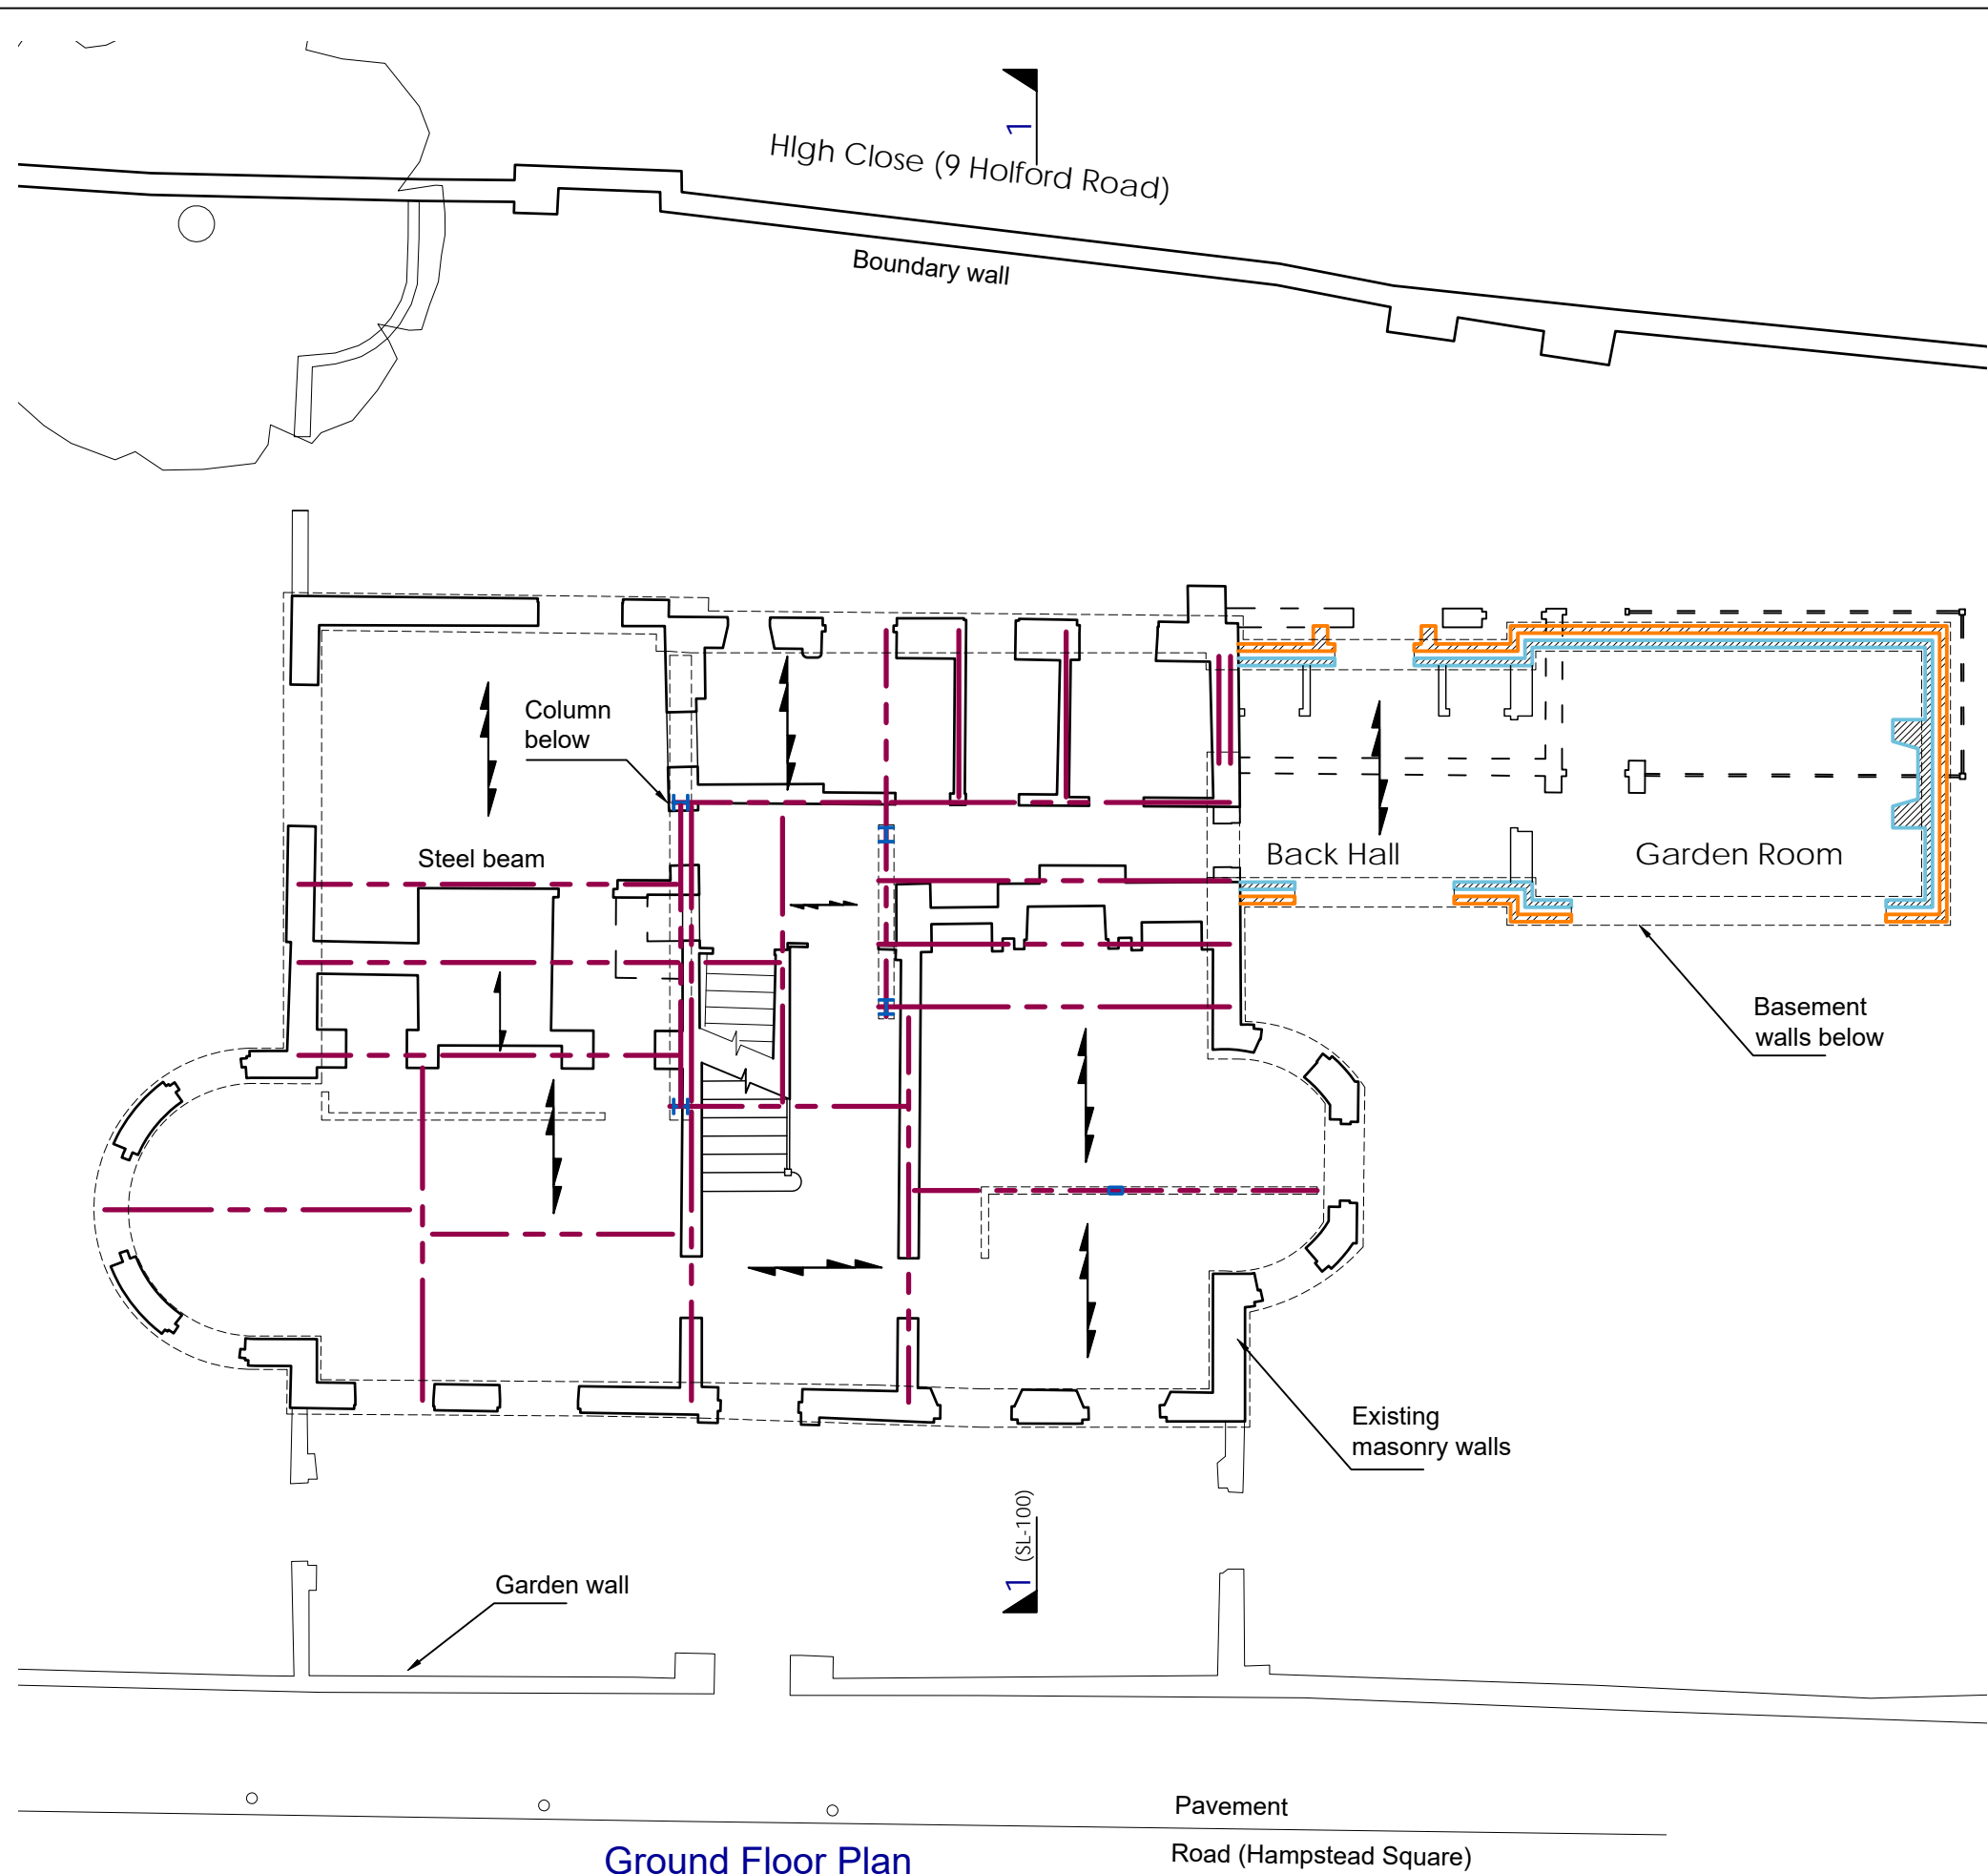 1
HIgh Close (9 Holford Road)
Boundary wall
Column
below
Steel beam
Back Hall
Garden Room
Basement
walls below
Existing
masonry walls
1 (SL-100)
Garden wall
Pavement
Ground Floor Plan
Road (Hampstead Square)